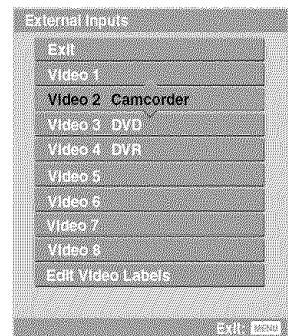 External Inputs
Exit
Video 1
Video 2 Camcorder
Video 3 DVD
Video 4 DVR
Video 5
Video 6
Video 7
Video 8
Edit Video Labels
Exit: MENU